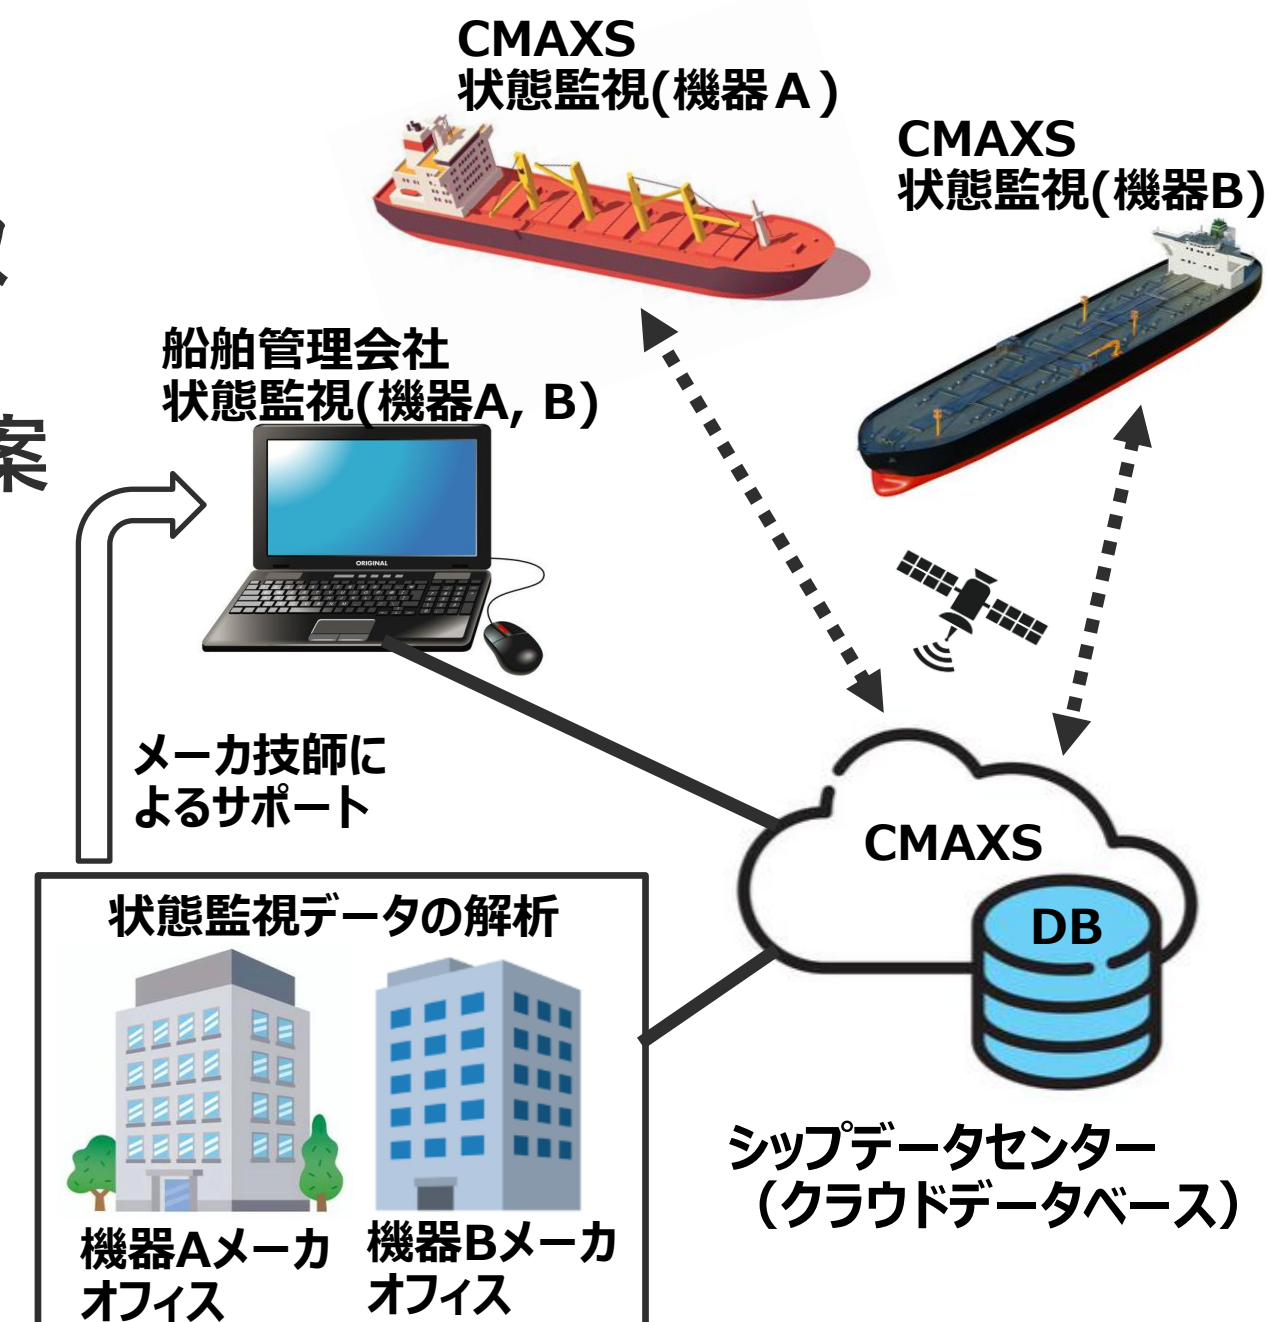 CMAXS
状態監視(機器A)
CMAXS
状態監視(機器B)
案
船舶管理会社
状態監視(機器A, B)
ORIGINAL
メーカ技師に
よるサポート
CMAXS
DB
状態監視データの解析
機器Aメーカ
オフィス
機器Bメーカ
オフィス
シップデータセンター
（クラウドデータベース）